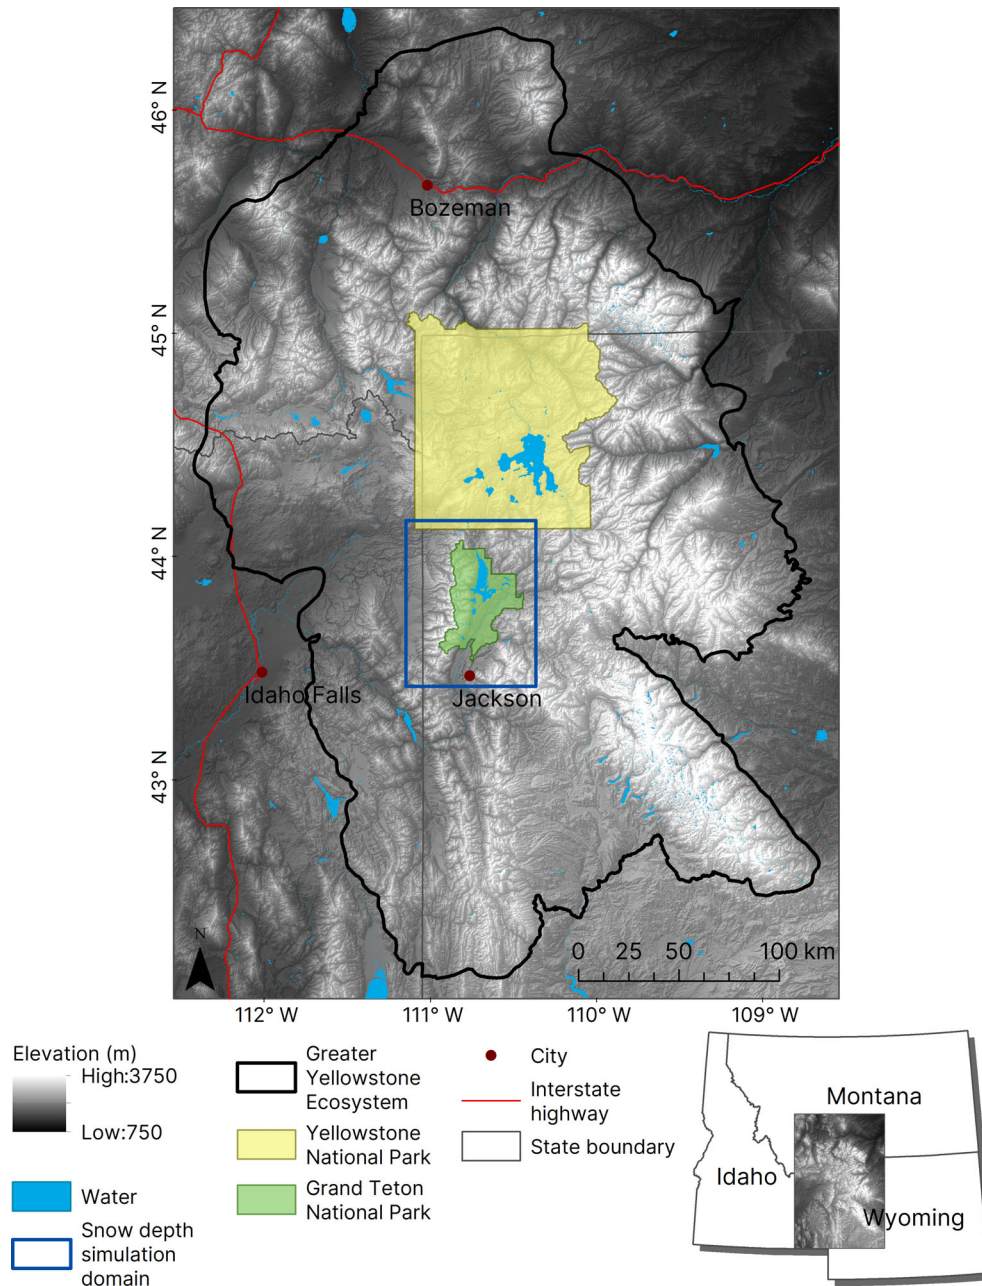 46° N
45° N
44° N
43° N
Bozeman
Idaho Falls
Jackson
N
0 25 50 100 km
112° W 111° W 110° W 109° W
Elevation (m)
High:3750
Low:750
Water
Snow depth
simulation
domain
Greater
Yellowstone
Ecosystem
Yellowstone
National Park
Grand Teton
National Park
City
Interstate
highway
State boundary
Montana
Idaho
Wyoming